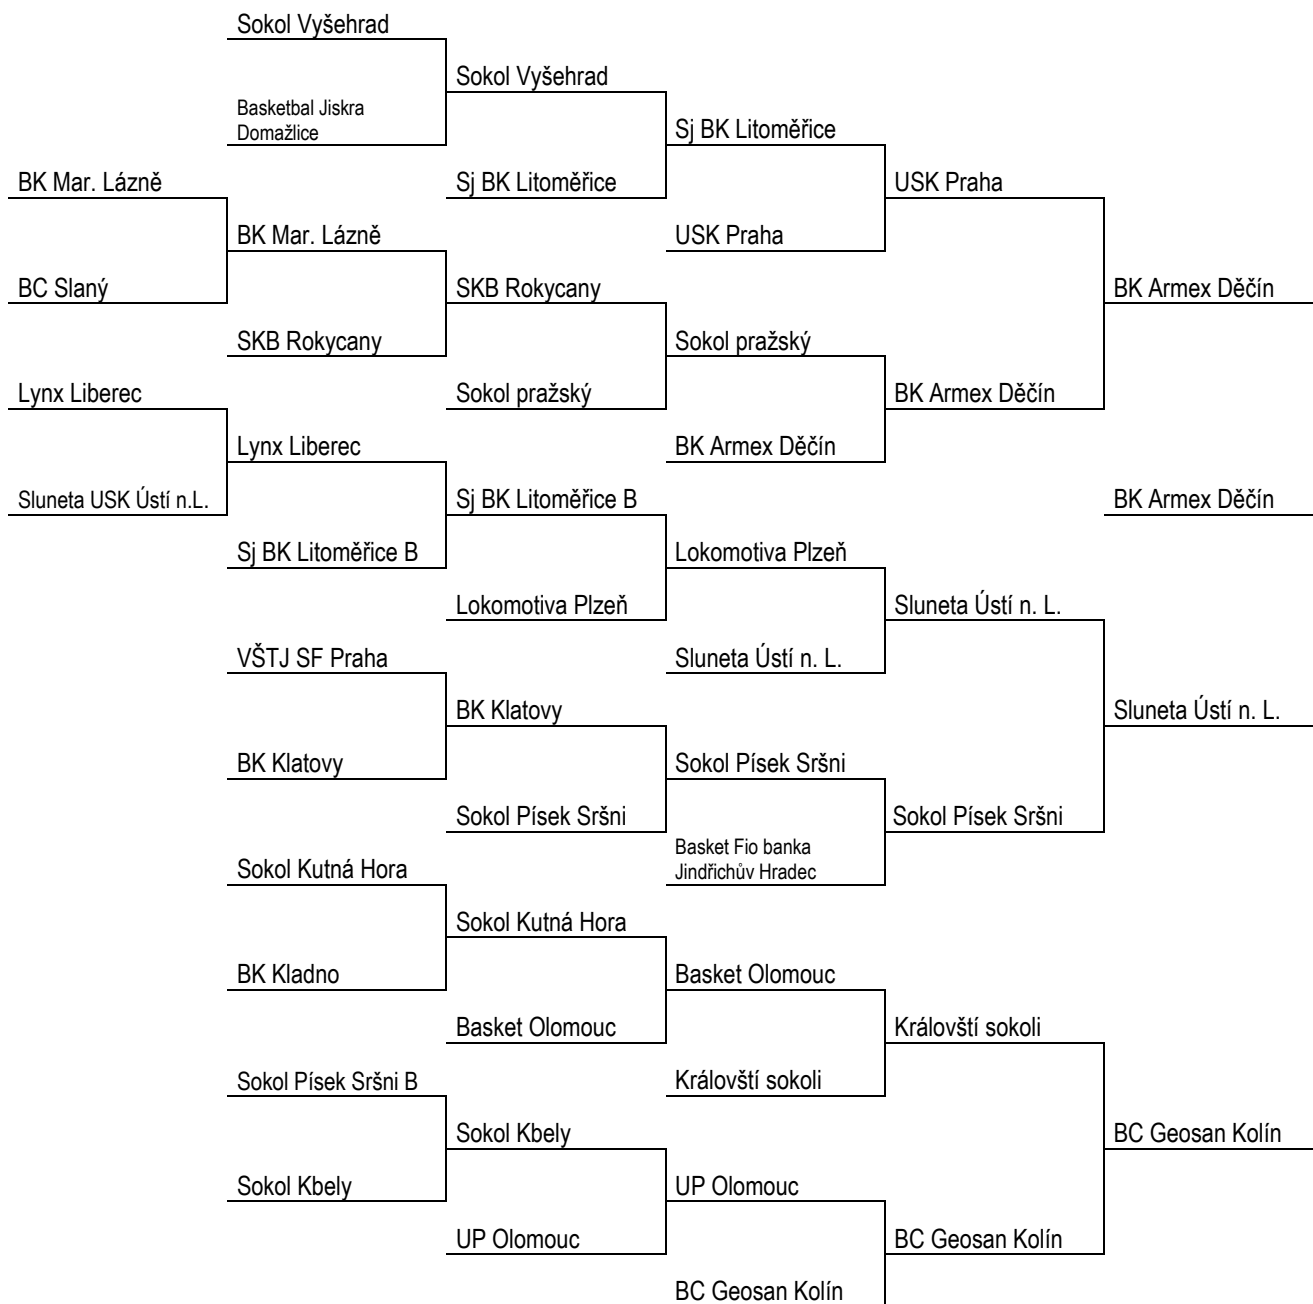 Sokol Vyšehrad
Sokol Vyšehrad
Basketbal Jiskra
Domažlice
Sj BK Litoměřice
BK Mar. Lázně
Sj BK Litoměřice
USK Praha
BK Mar. Lázně
USK Praha
BC Slaný
SKB Rokycany
BK Armex Děčín
SKB Rokycany
Sokol pražský
Lynx Liberec
Sokol pražský
BK Armex Děčín
Lynx Liberec
BK Armex Děčín
Sluneta USK Ústí n.L.
Sj BK Litoměřice B
BK Armex Děčín
Sj BK Litoměřice B
Lokomotiva Plzeň
Lokomotiva Plzeň
Sluneta Ústí n. L.
VŠTJ SF Praha
Sluneta Ústí n. L.
BK Klatovy
Sluneta Ústí n. L.
BK Klatovy
Sokol Písek Sršni
Sokol Písek Sršni
Sokol Písek Sršni
Basket Fio banka
Jindřichův Hradec
Sokol Kutná Hora
Sokol Kutná Hora
BK Kladno
Basket Olomouc
Basket Olomouc
Královští sokoli
Sokol Písek Sršni B
Královští sokoli
Sokol Kbely
BC Geosan Kolín
Sokol Kbely
UP Olomouc
UP Olomouc
BC Geosan Kolín
BC Geosan Kolín